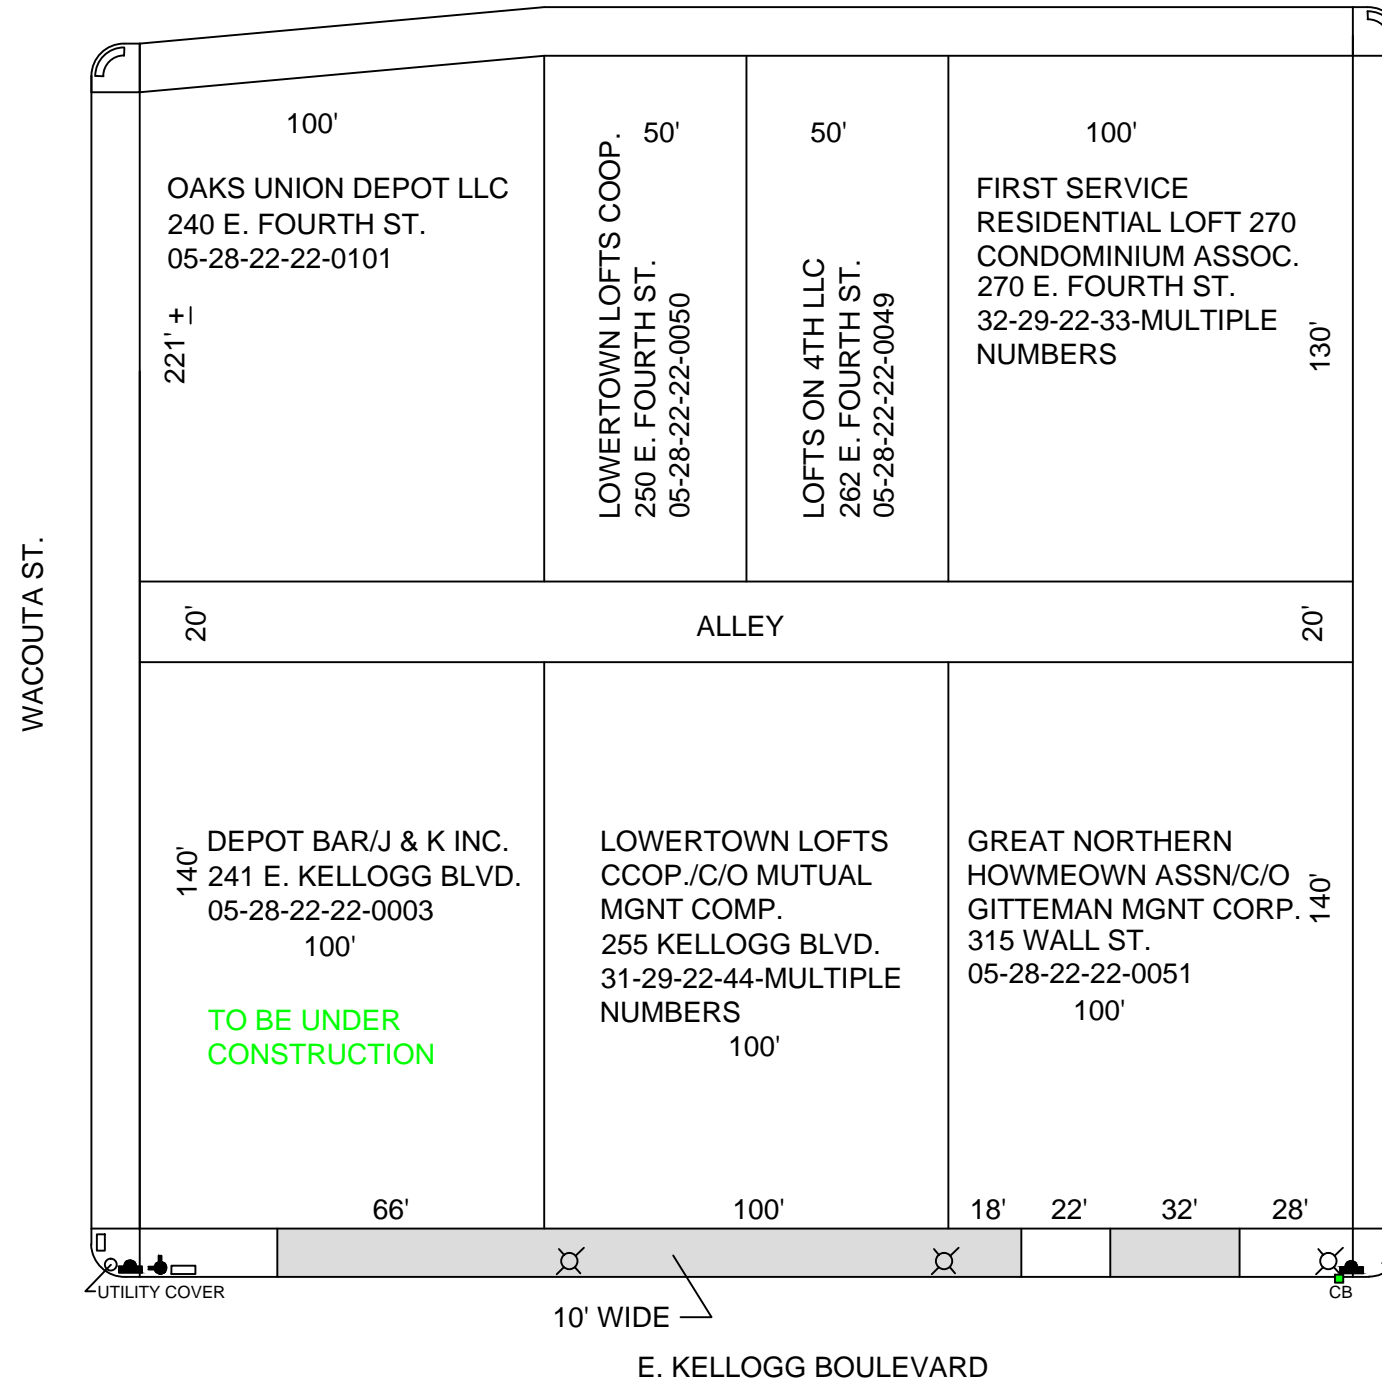 100'
50'
50'
100'
OAKS UNION DEPOT LLC
240 E. FOURTH ST.
05-28-22-22-0101
221' +
LOWERTOWN LOFTS COOP.
250 E. FOURTH ST.
05-28-22-22-0050
LOFTS ON 4TH LLC
262 E. FOURTH ST.
05-28-22-22-0049
FIRST SERVICE
RESIDENTIAL LOFT 270
CONDOMINIUM ASSOC.
270 E. FOURTH ST.
32-29-22-33-MULTIPLE
NUMBERS
130'
WACOUTA ST.
20'
ALLEY
20'
140'
DEPOT BAR/J & K INC.
241 E. KELLOGG BLVD.
05-28-22-22-0003
100'
TO BE UNDER
CONSTRUCTION
LOWERTOWN LOFTS
CCOP./C/O MUTUAL
MGNT COMP.
255 KELLOGG BLVD.
31-29-22-44-MULTIPLE
NUMBERS
100'
GREAT NORTHERN
HOWMEOWN ASSN/C/O
GITTEMAN MGNT CORP.
315 WALL ST.
05-28-22-22-0051
100'
140'
66'
100'
18'
22'
32'
28'
UTILITY COVER
CB
10' WIDE
E. KELLOGG BOULEVARD